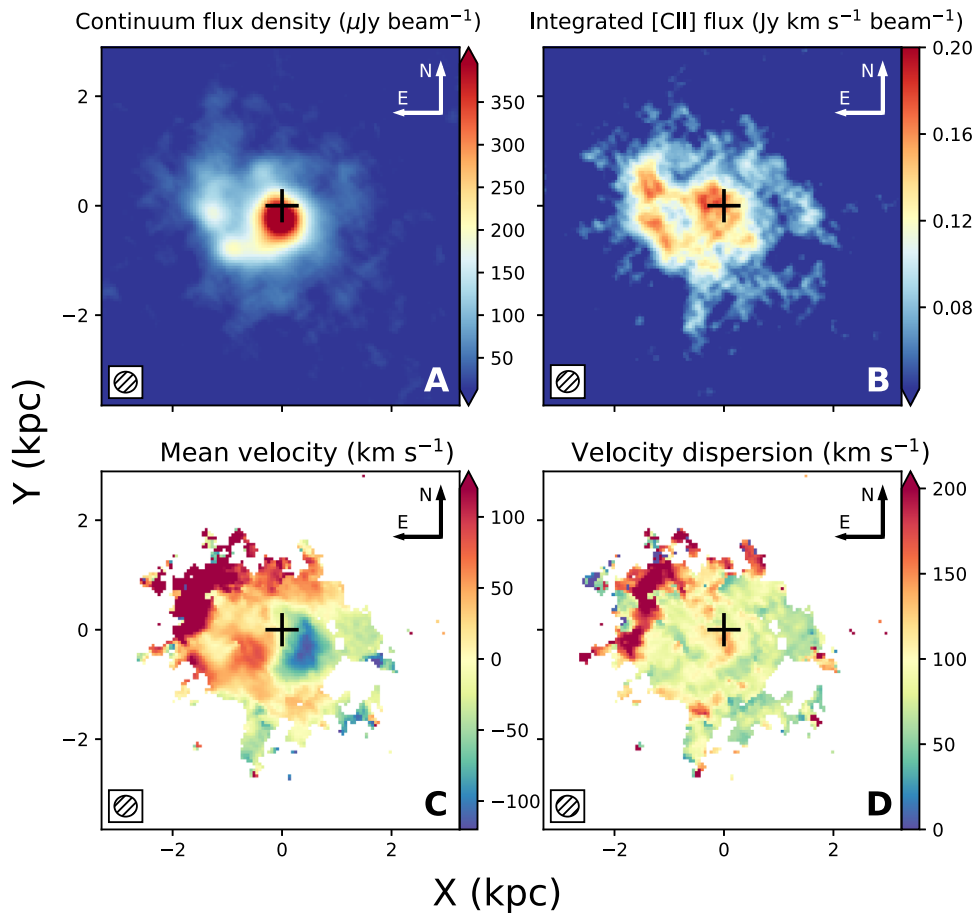 Continuum flux density (μJy beam⁻¹)
Integrated [CII] flux (Jy km s⁻¹ beam⁻¹)
N
E
A
2
0
−2
350
300
250
200
150
100
50
N
E
B
0.20
0.16
0.12
0.08
Mean velocity (km s⁻¹)
Velocity dispersion (km s⁻¹)
N
E
C
2
0
−2
−2
0
2
100
50
0
−50
−100
N
E
D
−2
0
2
200
150
100
50
0
Y (kpc)
X (kpc)